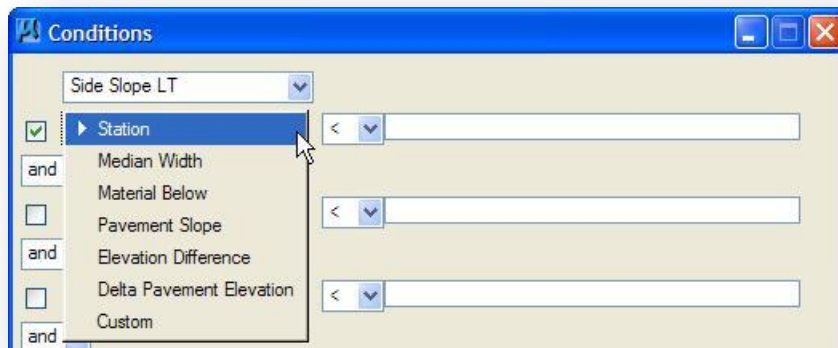 Conditions
Side Slope LT
Station <
and Median Width
Material Below
Pavement Slope <
and Elevation Difference
Delta Pavement Elevation <
Custom
and